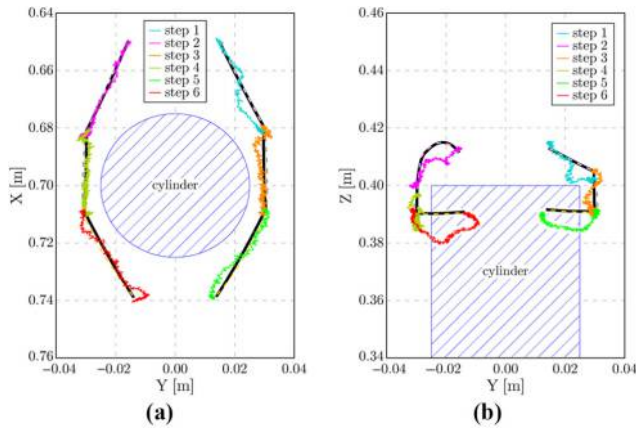 0.64
0.66
0.68
0.70
0.72
0.74
0.76
X [m]
−0.04
−0.02
0.00
0.02
0.04
Y [m]
step 1
step 2
step 3
step 4
step 5
step 6
cylinder
(a)
0.46
0.44
0.42
0.40
0.38
0.36
0.34
Z [m]
−0.04
−0.02
0.00
0.02
0.04
Y [m]
step 1
step 2
step 3
step 4
step 5
step 6
cylinder
(b)